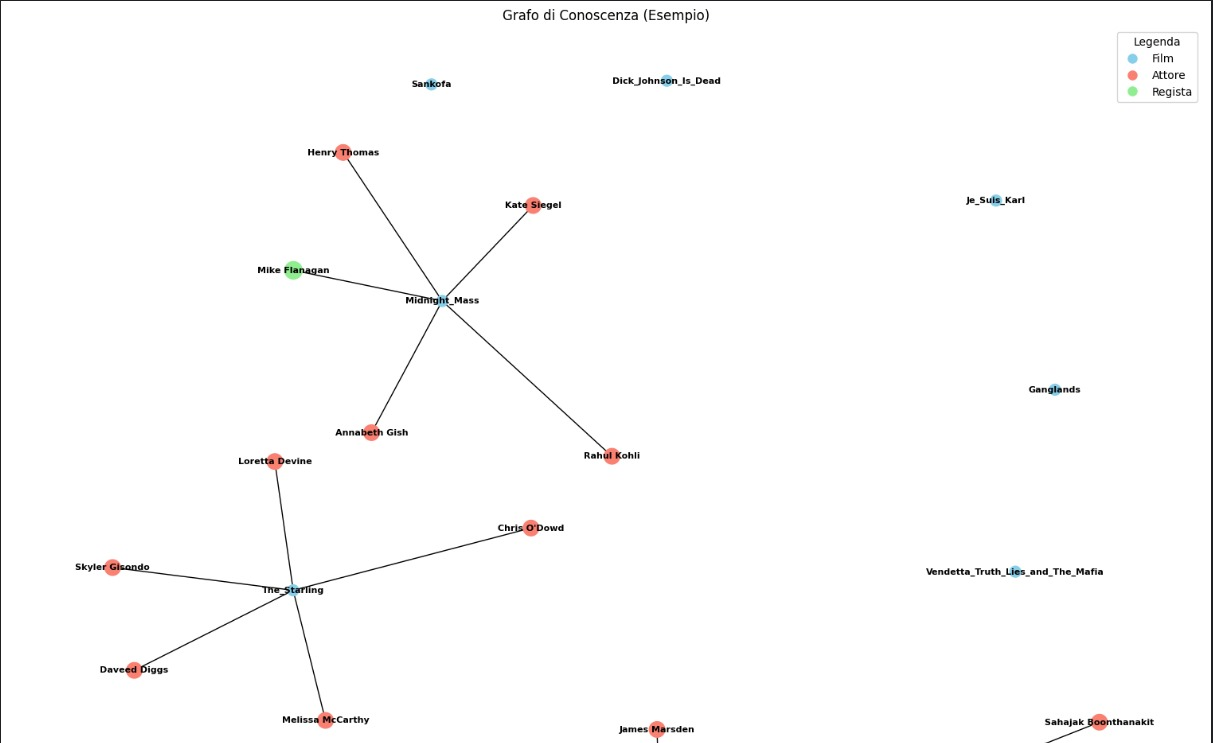 Grafo di Conoscenza (Esempio)
Legenda
Film
Attore
Regista
Sankofa
Dick_Johnson_Is_Dead
Henry Thomas
Kate Siegel
Je_Suis_Karl
Mike Flanagan
Midnight_Mass
Ganglands
Annabeth Gish
Rahul Kohli
Loretta Devine
Chris O'Dowd
Skyler Gisondo
Vendetta_Truth_Lies_and_The_Mafia
The_Starling
Daveed Diggs
Melissa McCarthy
James Marsden
Sahajak Boonthanakit